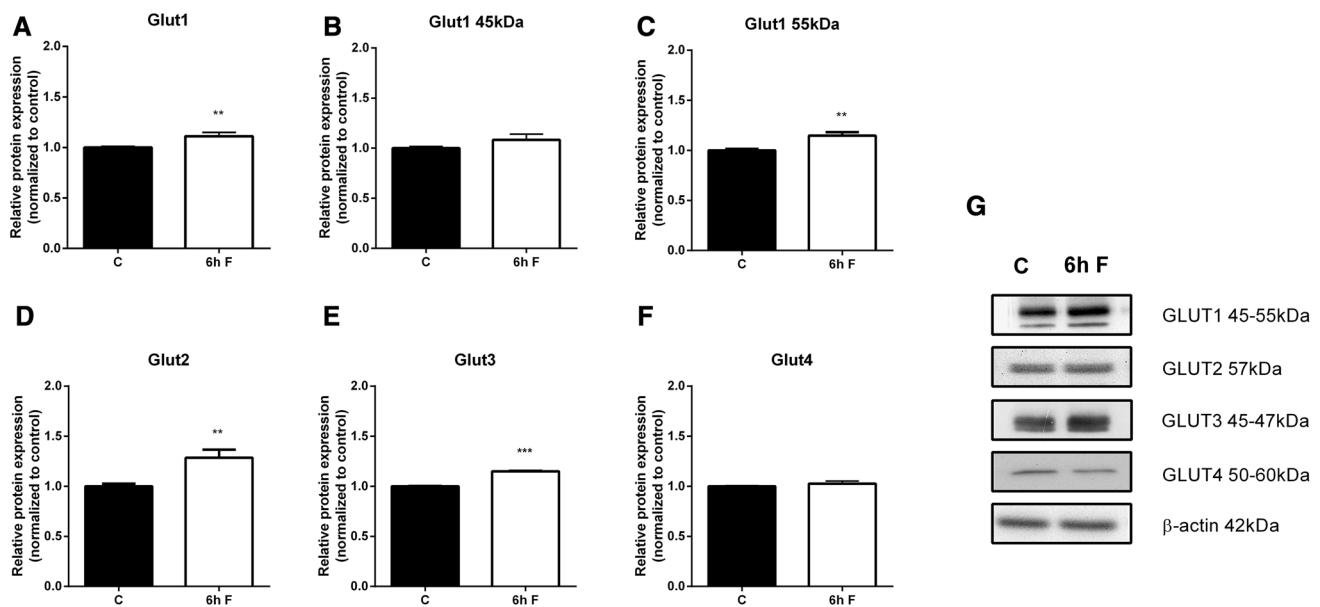 A
Glut1
Relative protein expression
(normalized to control)
2.0
1.5
1.0
0.5
0.0
**
C
6h F
B
Glut1 45kDa
Relative protein expression
(normalized to control)
2.0
1.5
1.0
0.5
0.0
C
6h F
C
Glut1 55kDa
Relative protein expression
(normalized to control)
2.0
1.5
1.0
0.5
0.0
**
C
6h F
D
Glut2
Relative protein expression
(normalized to control)
2.0
1.5
1.0
0.5
0.0
**
C
6h F
E
Glut3
Relative protein expression
(normalized to control)
2.0
1.5
1.0
0.5
0.0
***
C
6h F
F
Glut4
Relative protein expression
(normalized to control)
2.0
1.5
1.0
0.5
0.0
C
6h F
G
C 6h F
GLUT1 45-55kDa
GLUT2 57kDa
GLUT3 45-47kDa
GLUT4 50-60kDa
β-actin 42kDa